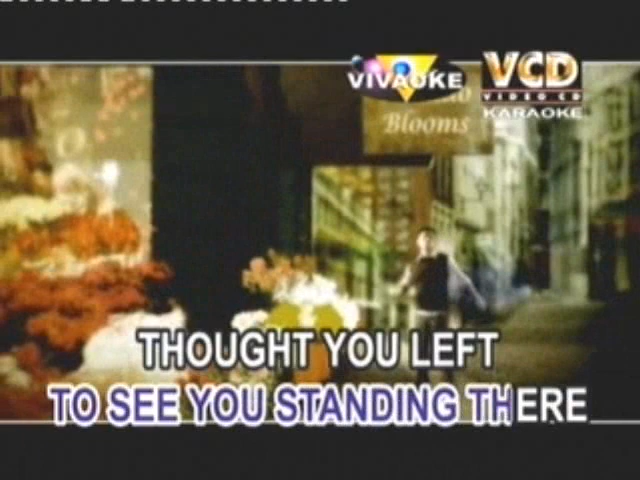 VIVAOKE
VCD
VIDEO CD
KARAOKE
Blooms
THOUGHT YOU LEFT
TO SEE YOU STANDING THERE